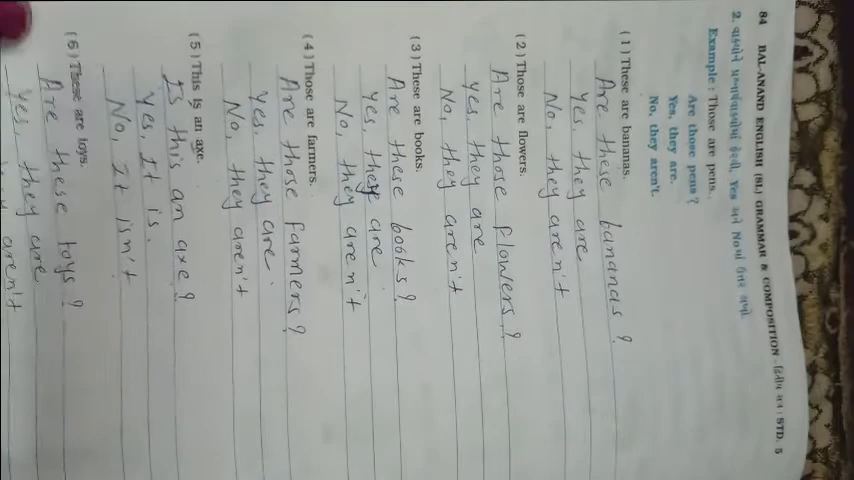 84 BAL-ANAND ENGLISH (SL) GRAMMAR & COMPOSITION - દ્વિતીય સત્ર : STD. 5
2. વાક્યોને પ્રશ્નવાક્યોમાં ફેરવી, Yes અને Noમાં ઉત્તર આપો.
Example : Those are pens.
Are those pens ?
Yes, they are.
No, they aren't.
(1) These are bananas.
Are these bananas ?
yes, they are
No, they aren't
(2) Those are flowers.
Are those flowers ?
yes, they are
No, they aren't
(3) These are books.
Are these books ?
yes, they are
No, they aren't
(4) Those are farmers.
Are those farmers ?
yes, they are.
No, they aren't
(5) This is an axe.
Is this an axe ?
yes, It is.
No, It isn't
(6) These are toys.
Are these toys ?
yes, they are
aren't